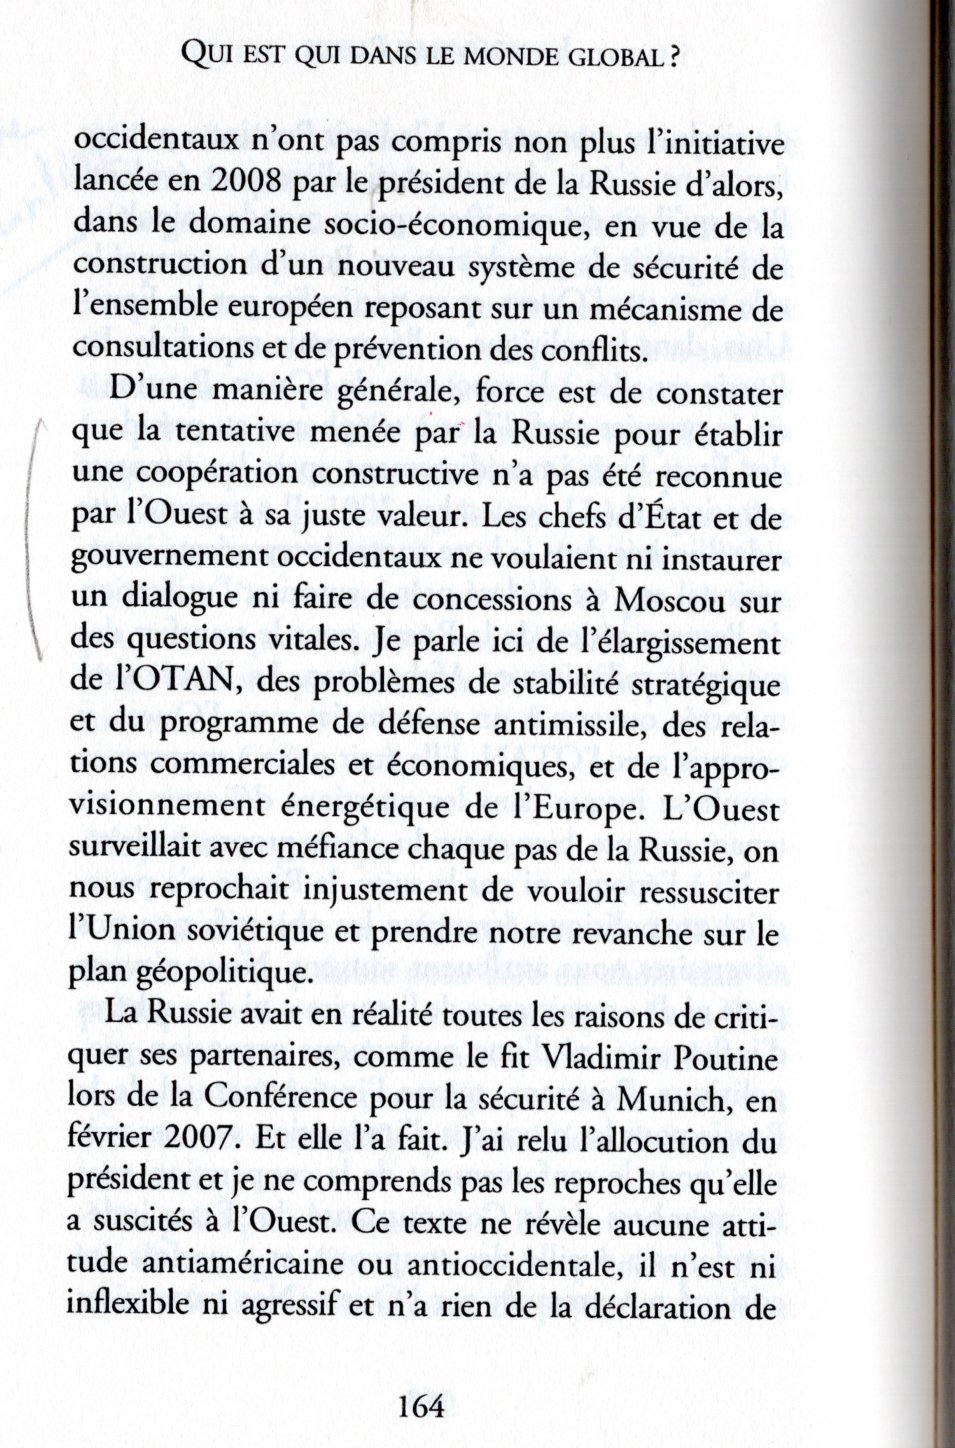 QUI EST QUI DANS LE MONDE GLOBAL ?
occidentaux n'ont pas compris non plus l'initiative
lancée en 2008 par le président de la Russie d'alors,
dans le domaine socio-économique, en vue de la
construction d'un nouveau système de sécurité de
l'ensemble européen reposant sur un mécanisme de
consultations et de prévention des conflits.
D'une manière générale, force est de constater
que la tentative menée par la Russie pour établir
une coopération constructive n'a pas été reconnue
par l'Ouest à sa juste valeur. Les chefs d'État et de
gouvernement occidentaux ne voulaient ni instaurer
un dialogue ni faire de concessions à Moscou sur
des questions vitales. Je parle ici de l'élargissement
de l'OTAN, des problèmes de stabilité stratégique
et du programme de défense antimissile, des rela-
tions commerciales et économiques, et de l'appro-
visionnement énergétique de l'Europe. L'Ouest
surveillait avec méfiance chaque pas de la Russie, on
nous reprochait injustement de vouloir ressusciter
l'Union soviétique et prendre notre revanche sur le
plan géopolitique.
La Russie avait en réalité toutes les raisons de criti-
quer ses partenaires, comme le fit Vladimir Poutine
lors de la Conférence pour la sécurité à Munich, en
février 2007. Et elle l'a fait. J'ai relu l'allocution du
président et je ne comprends pas les reproches qu'elle
a suscités à l'Ouest. Ce texte ne révèle aucune atti-
tude antiaméricaine ou antioccidentale, il n'est ni
inflexible ni agressif et n'a rien de la déclaration de
164